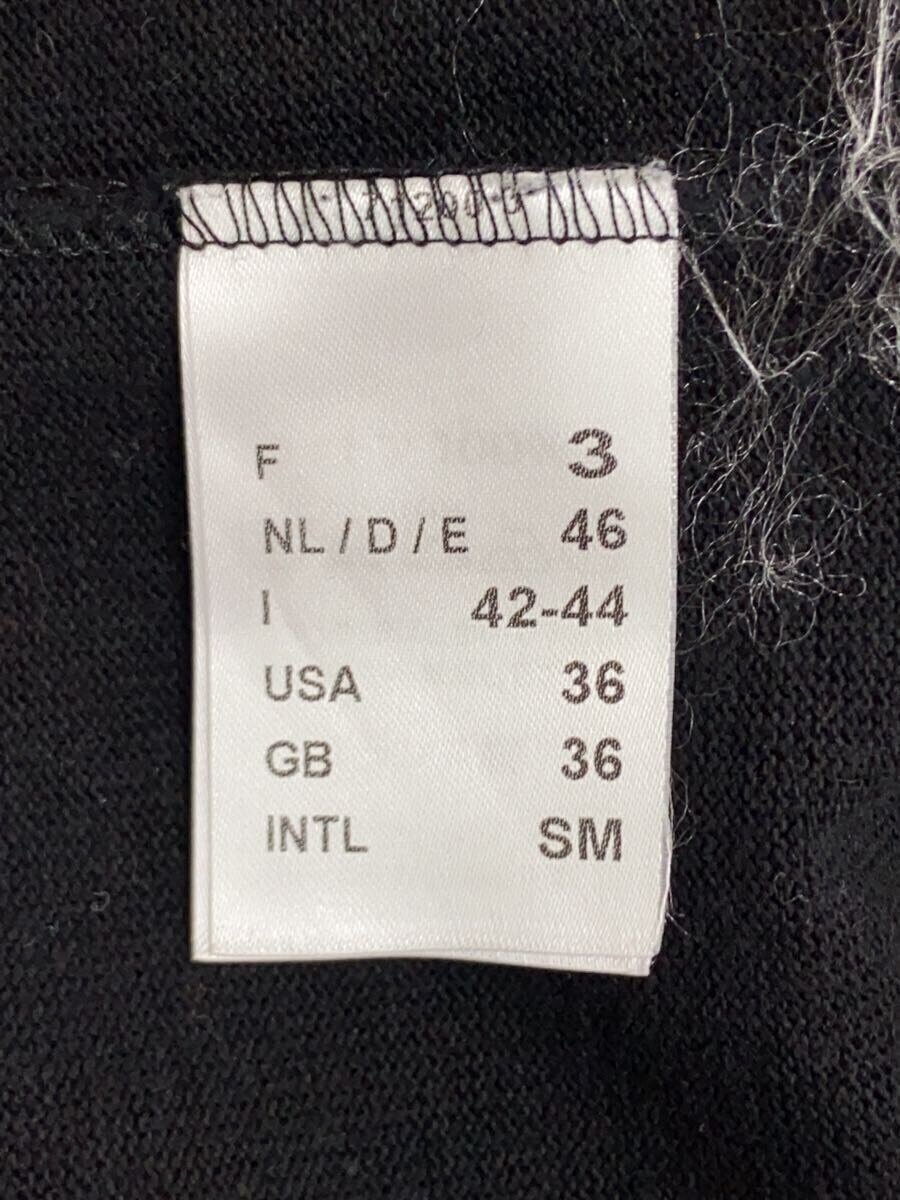 F 3
NL / D / E 46
I 42-44
USA 36
GB 36
INTL SM